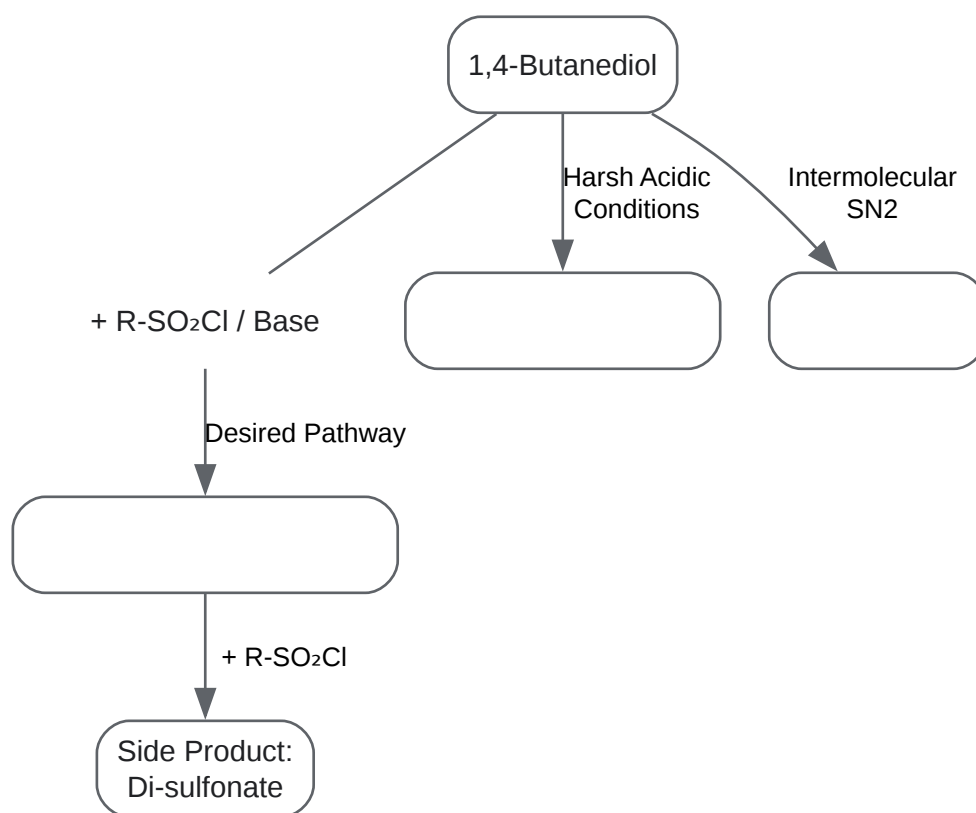 1,4-Butanediol
Harsh Acidic
Conditions
Intermolecular
SN2
+ R-SO₂Cl / Base
Desired Pathway
+ R-SO₂Cl
Side Product:
Di-sulfonate